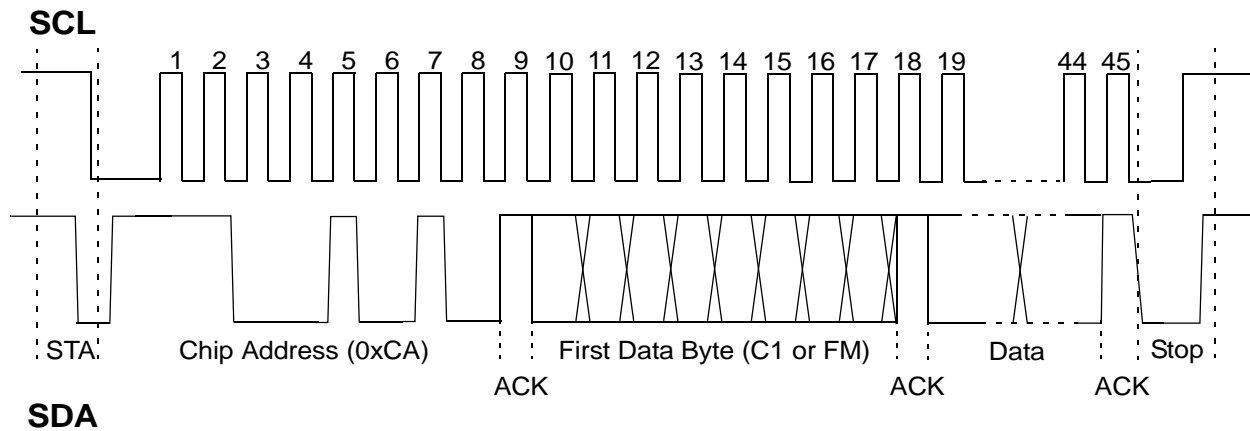 SCL
1 2 3 4 5 6 7 8 9 10 11 12 13 14 15 16 17 18 19 44 45
STA Chip Address (0xCA) First Data Byte (C1 or FM) Data Stop
ACK ACK ACK
SDA